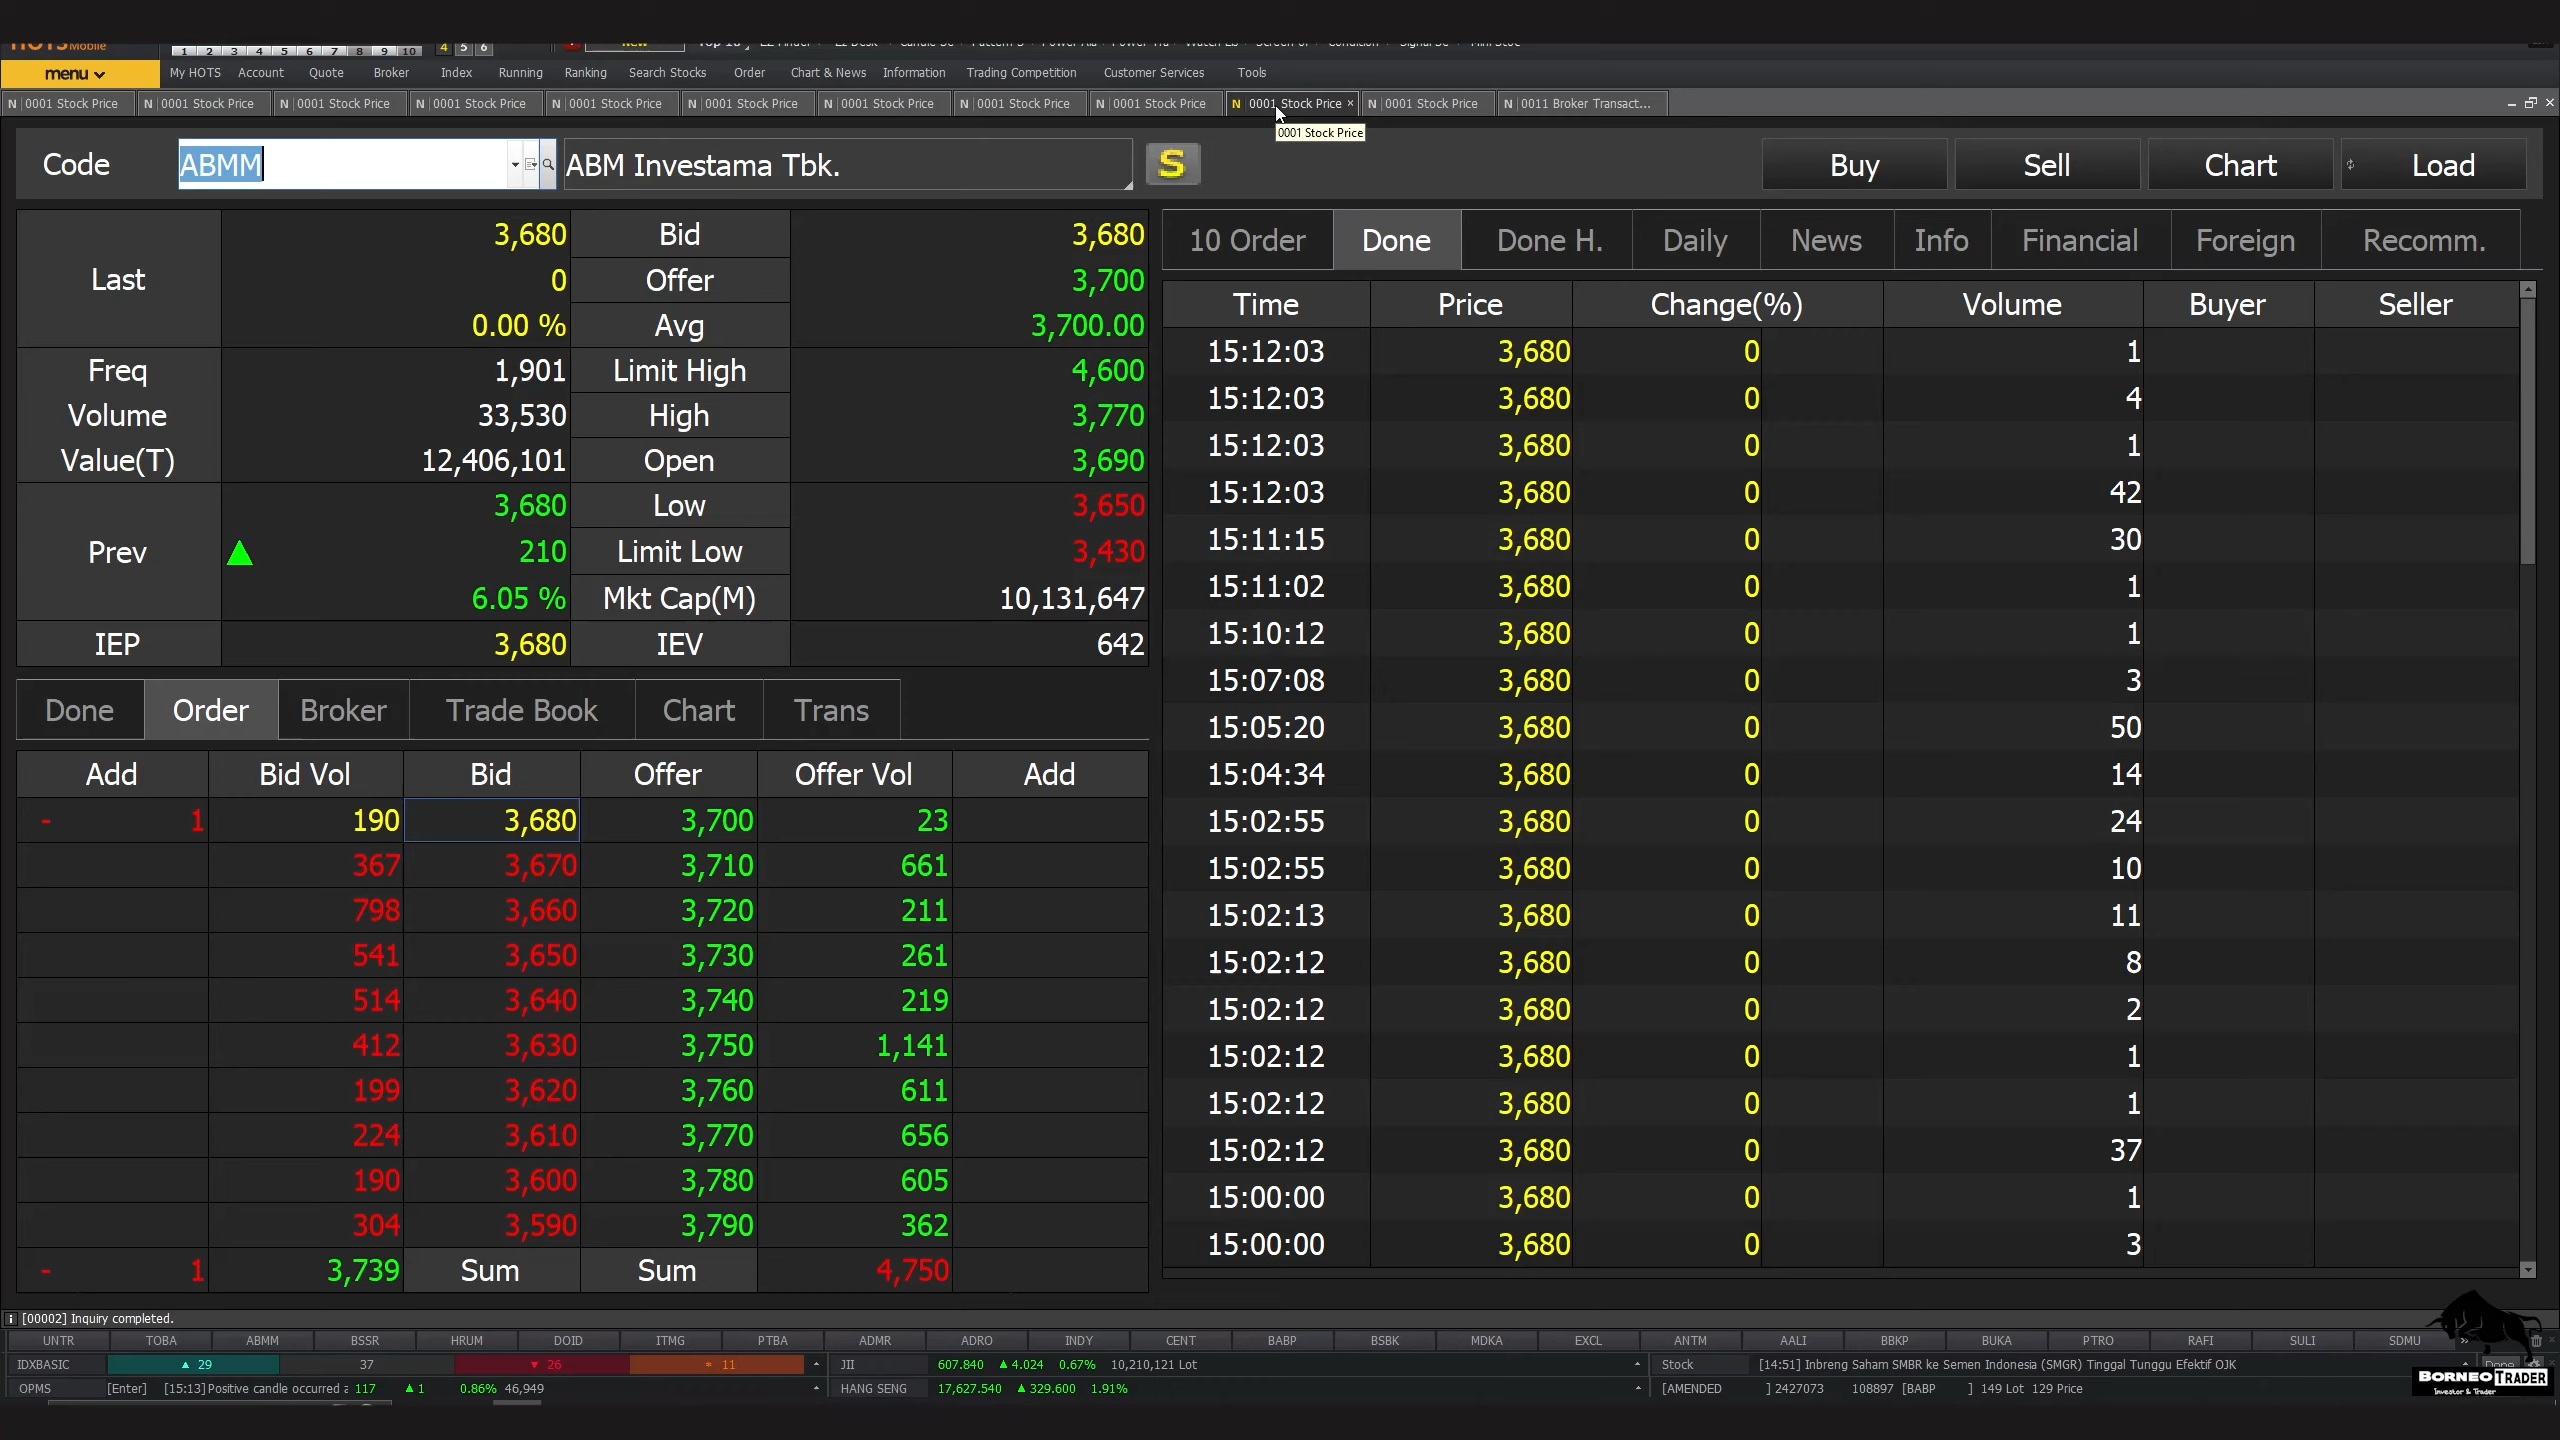 HOTS Mobile
1 2 3 4 5 6 7 8 9 10 4 5 6 New
menu My HOTS Account Quote Broker Index Running Ranking Search Stocks Order Chart & News Information Trading Competition Customer Services Tools
N 0001 Stock Price N 0001 Stock Price N 0001 Stock Price N 0001 Stock Price N 0001 Stock Price N 0001 Stock Price N 0001 Stock Price N 0001 Stock Price N 0001 Stock Price N 0001 Stock Price × N 0001 Stock Price N 0011 Broker Transact...
0001 Stock Price
Code ABMM ABM Investama Tbk. S Buy Sell Chart Load
Last 3,680 Bid 3,680
0 Offer 3,700
0.00 % Avg 3,700.00
Freq 1,901 Limit High 4,600
Volume 33,530 High 3,770
Value(T) 12,406,101 Open 3,690
Prev 3,680 Low 3,650
▲ 210 Limit Low 3,430
6.05 % Mkt Cap(M) 10,131,647
IEP 3,680 IEV 642
Done Order Broker Trade Book Chart Trans
Add Bid Vol Bid Offer Offer Vol Add
- 1 190 3,680 3,700 23
367 3,670 3,710 661
798 3,660 3,720 211
541 3,650 3,730 261
514 3,640 3,740 219
412 3,630 3,750 1,141
199 3,620 3,760 611
224 3,610 3,770 656
190 3,600 3,780 605
304 3,590 3,790 362
- 1 3,739 Sum Sum 4,750
10 Order Done Done H. Daily News Info Financial Foreign Recomm.
Time Price Change(%) Volume Buyer Seller
15:12:03 3,680 0 1
15:12:03 3,680 0 4
15:12:03 3,680 0 1
15:12:03 3,680 0 42
15:11:15 3,680 0 30
15:11:02 3,680 0 1
15:10:12 3,680 0 1
15:07:08 3,680 0 3
15:05:20 3,680 0 50
15:04:34 3,680 0 14
15:02:55 3,680 0 24
15:02:55 3,680 0 10
15:02:13 3,680 0 11
15:02:12 3,680 0 8
15:02:12 3,680 0 2
15:02:12 3,680 0 1
15:02:12 3,680 0 1
15:02:12 3,680 0 37
15:00:00 3,680 0 1
15:00:00 3,680 0 3
[00002] Inquiry completed.
UNTR TOBA ABMM BSSR HRUM DOID ITMG PTBA ADMR ADRO INDY CENT BABP BSBK MDKA EXCL ANTM AALI BBKP BUKA PTRO RAFI SULI SDMU »
IDXBASIC ▲ 29 37 ▼ 26 * 11 JII 607.840 ▲ 4.024 0.67% 10,210,121 Lot Stock [14:51] Inbreng Saham SMBR ke Semen Indonesia (SMGR) Tinggal Tunggu Efektif OJK
OPMS [Enter] [15:13]Positive candle occurred a 117 ▲ 1 0.86% 46,949 HANG SENG 17,627.540 ▲ 329.600 1.91% [AMENDED ] 2427073 108897 [BABP ] 149 Lot 129 Price
BORNEO TRADER
Investor & Trader